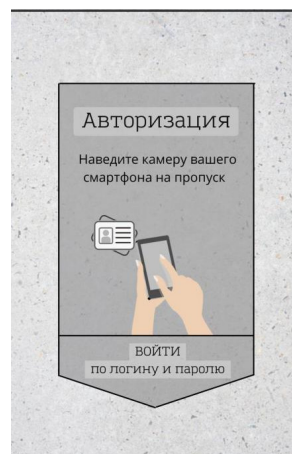 Авторизация
Наведите камеру вашего
смартфона на пропуск
ВОЙТИ
по логину и паролю